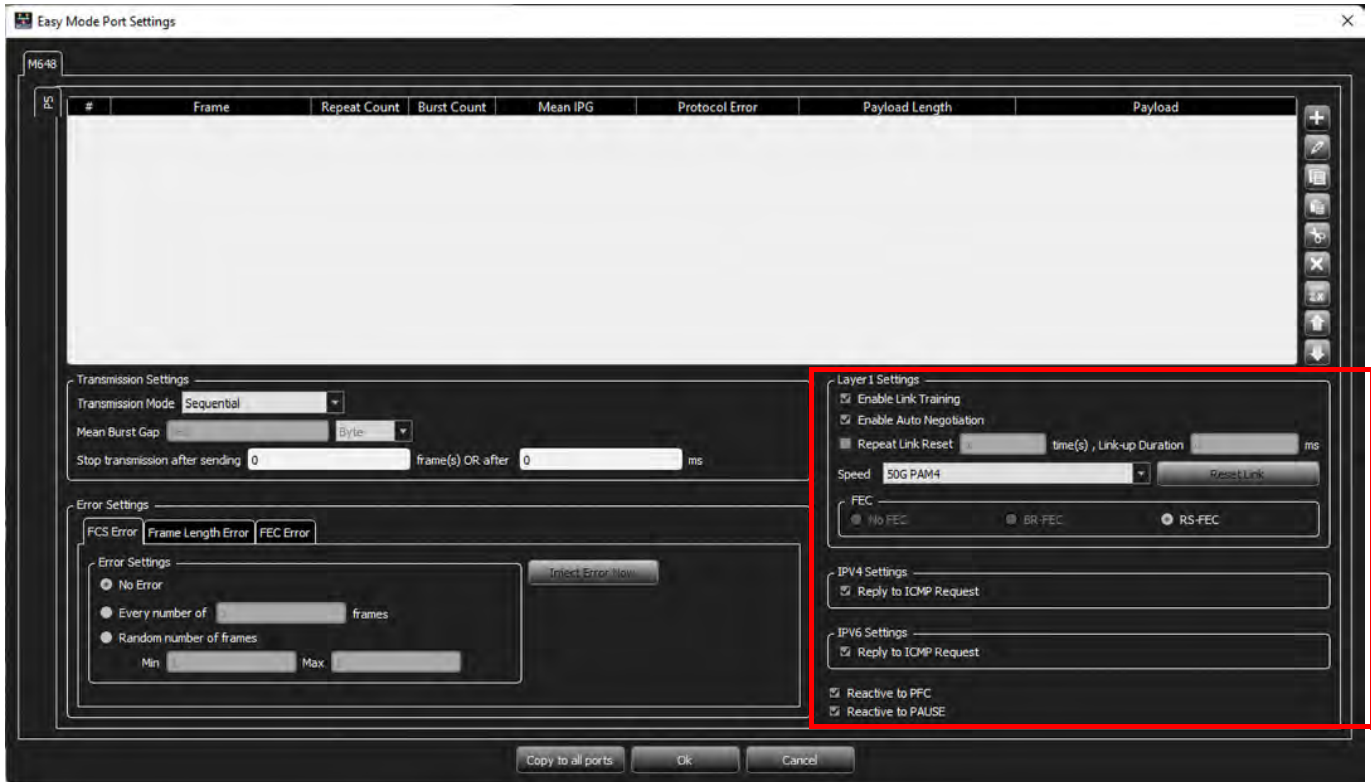 Easy Mode Port Settings
M648
P5
# Frame Repeat Count Burst Count Mean IPG Protocol Error Payload Length Payload
Transmission Settings
Transmission Mode Sequential
Mean Burst Gap Byte
Stop transmission after sending 0 frame(s) OR after 0 ms
Error Settings
FCS Error Frame Length Error FEC Error
Error Settings
No Error
Every number of frames
Random number of frames
Min Max
Inject Error Now
Layer1 Settings
Enable Link Training
Enable Auto Negotiation
Repeat Link Reset time(s) , Link-up Duration ms
Speed 50G PAM4 Reset Link
FEC
No FEC BR-FEC RS-FEC
IPV4 Settings
Reply to ICMP Request
IPV6 Settings
Reply to ICMP Request
Reactive to PFC
Reactive to PAUSE
Copy to all ports Ok Cancel